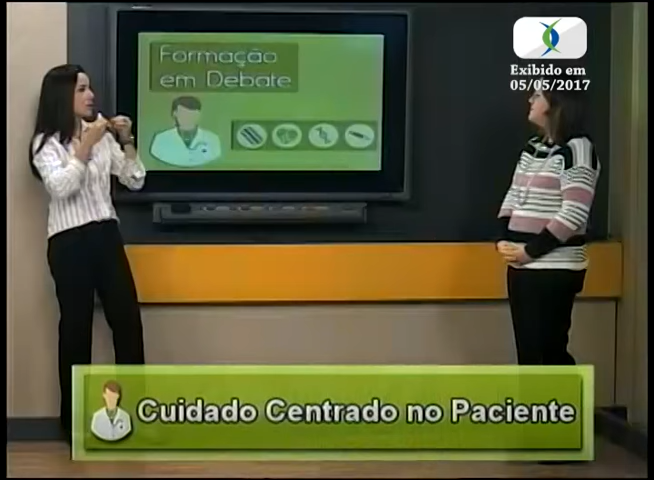 Formação
em Debate
Exibido em
05/05/2017
Cuidado Centrado no Paciente